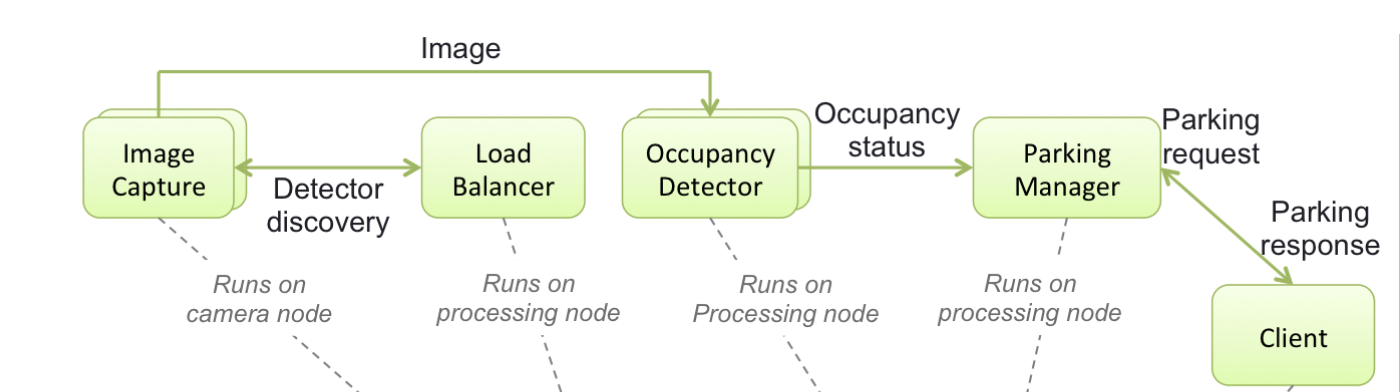 Image
Image
Capture
Detector
discovery
Load
Balancer
Occupancy
Detector
Occupancy
status
Parking
Manager
Parking
request
Parking
response
Client
Runs on
camera node
Runs on
processing node
Runs on
Processing node
Runs on
processing node